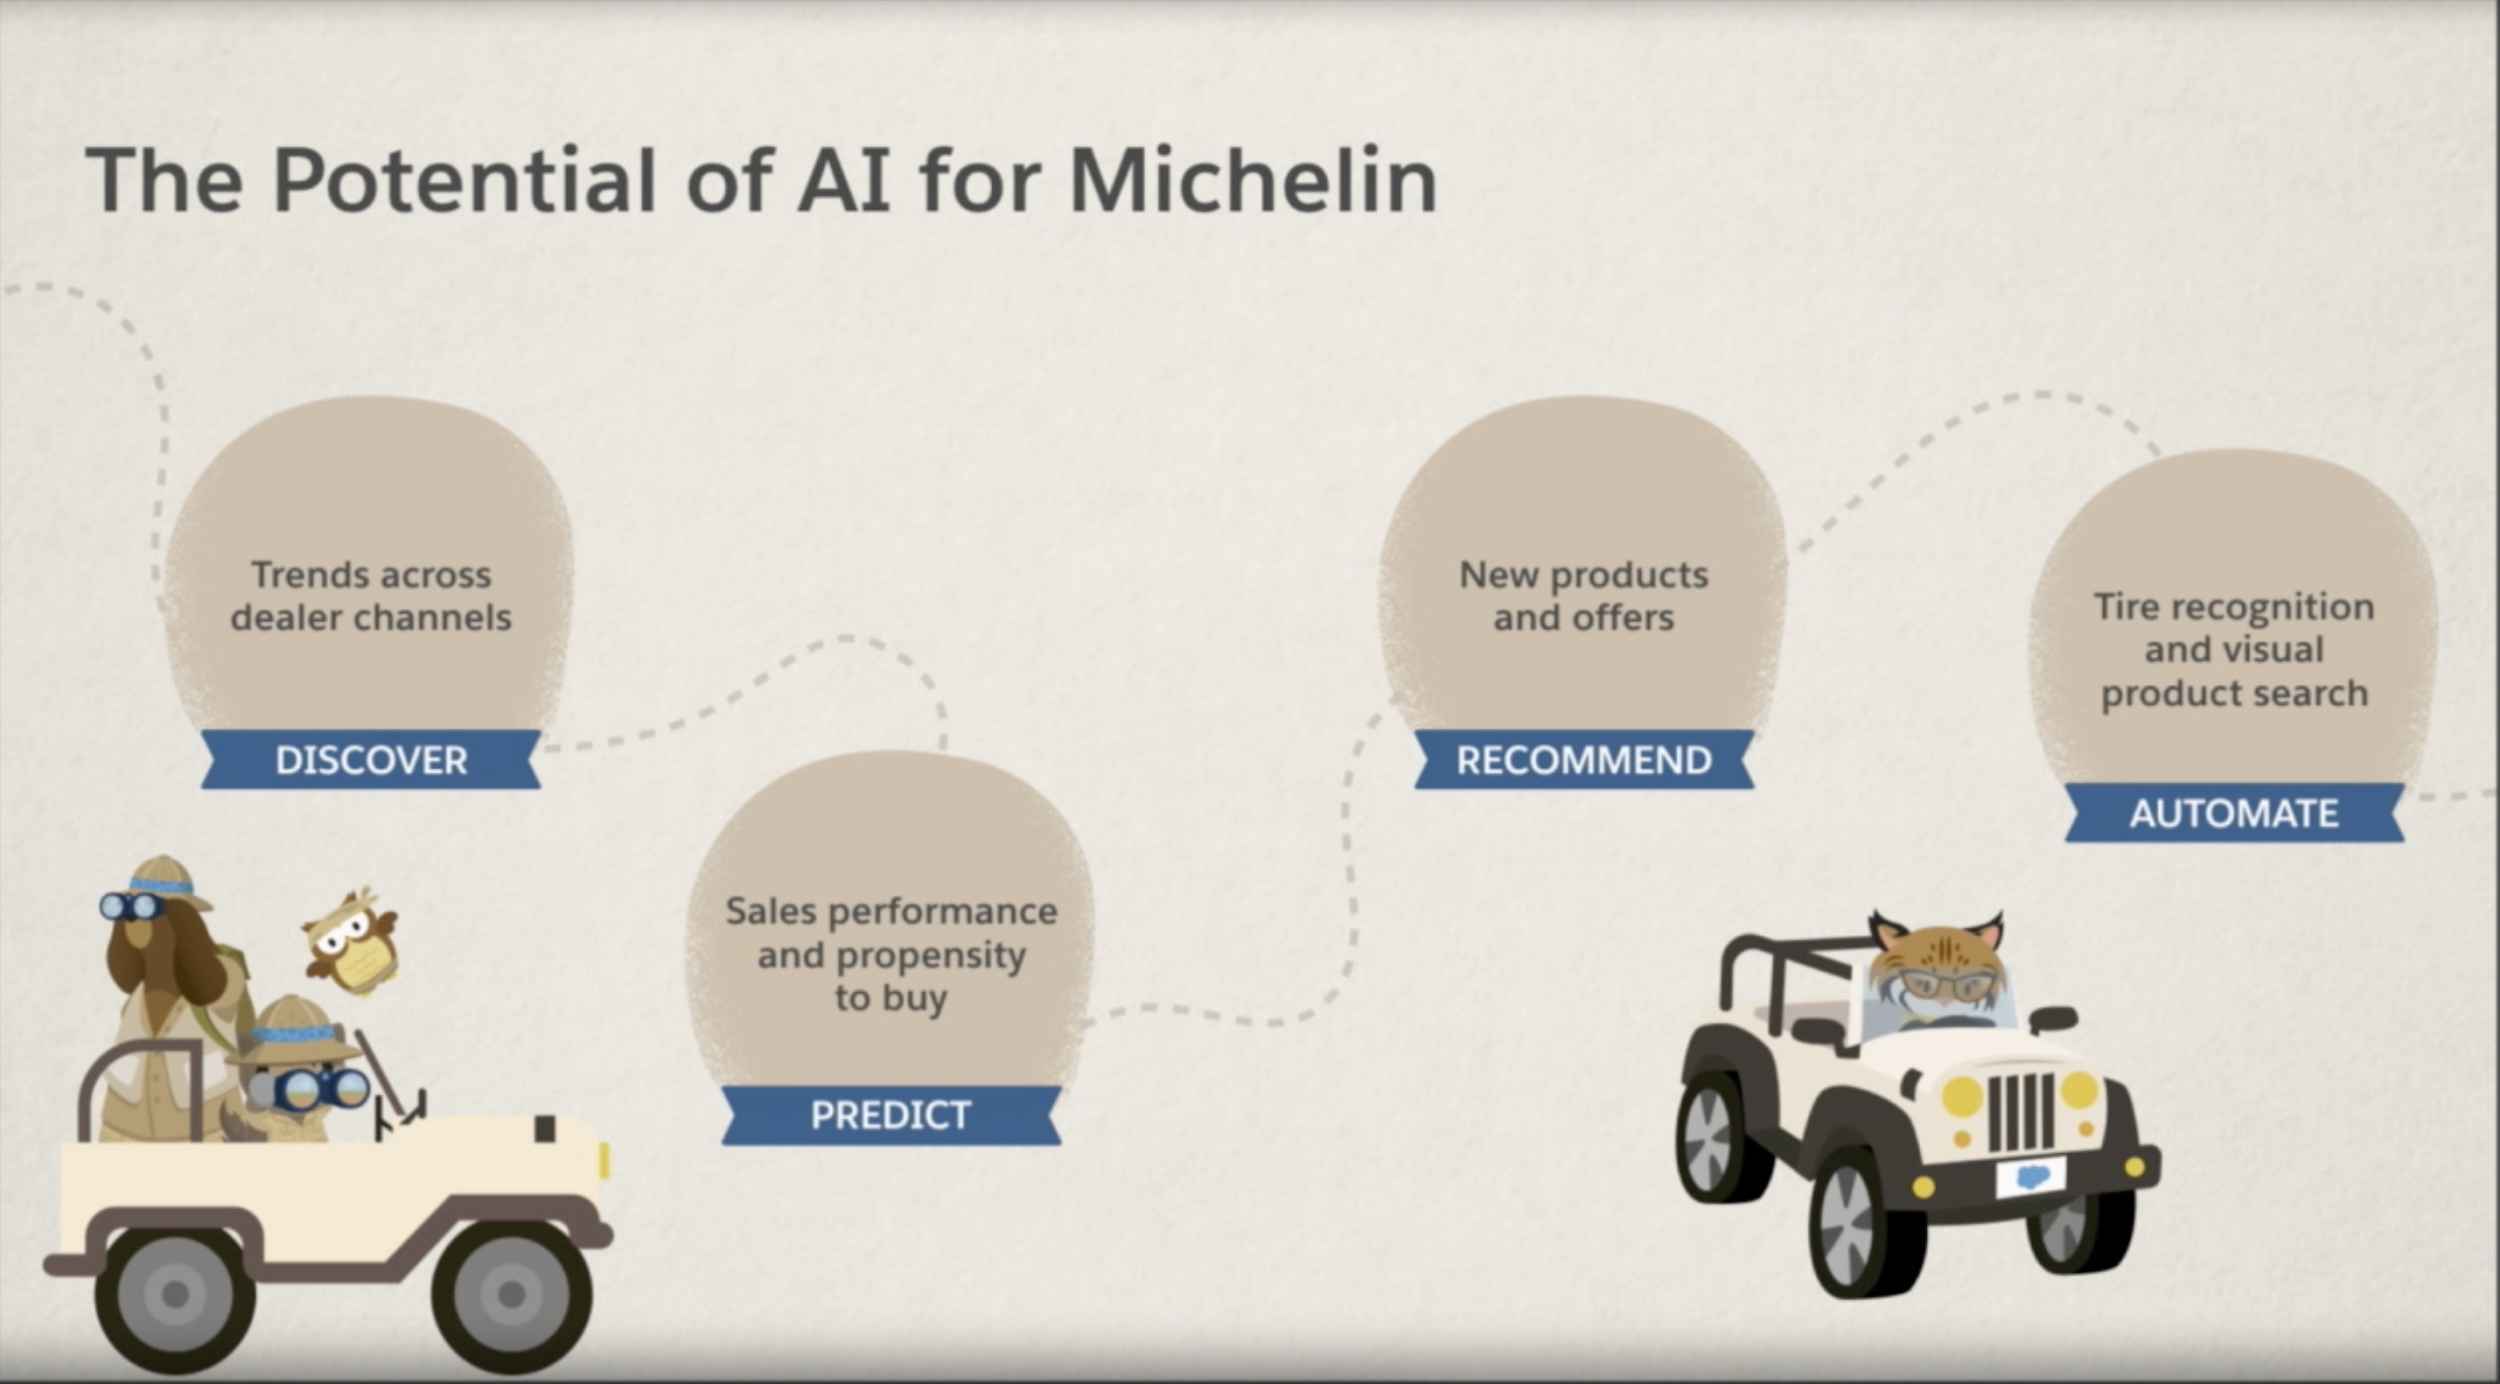 The Potential of AI for Michelin
Trends across
dealer channels
DISCOVER
Sales performance
and propensity
to buy
PREDICT
New products
and offers
RECOMMEND
Tire recognition
and visual
product search
AUTOMATE